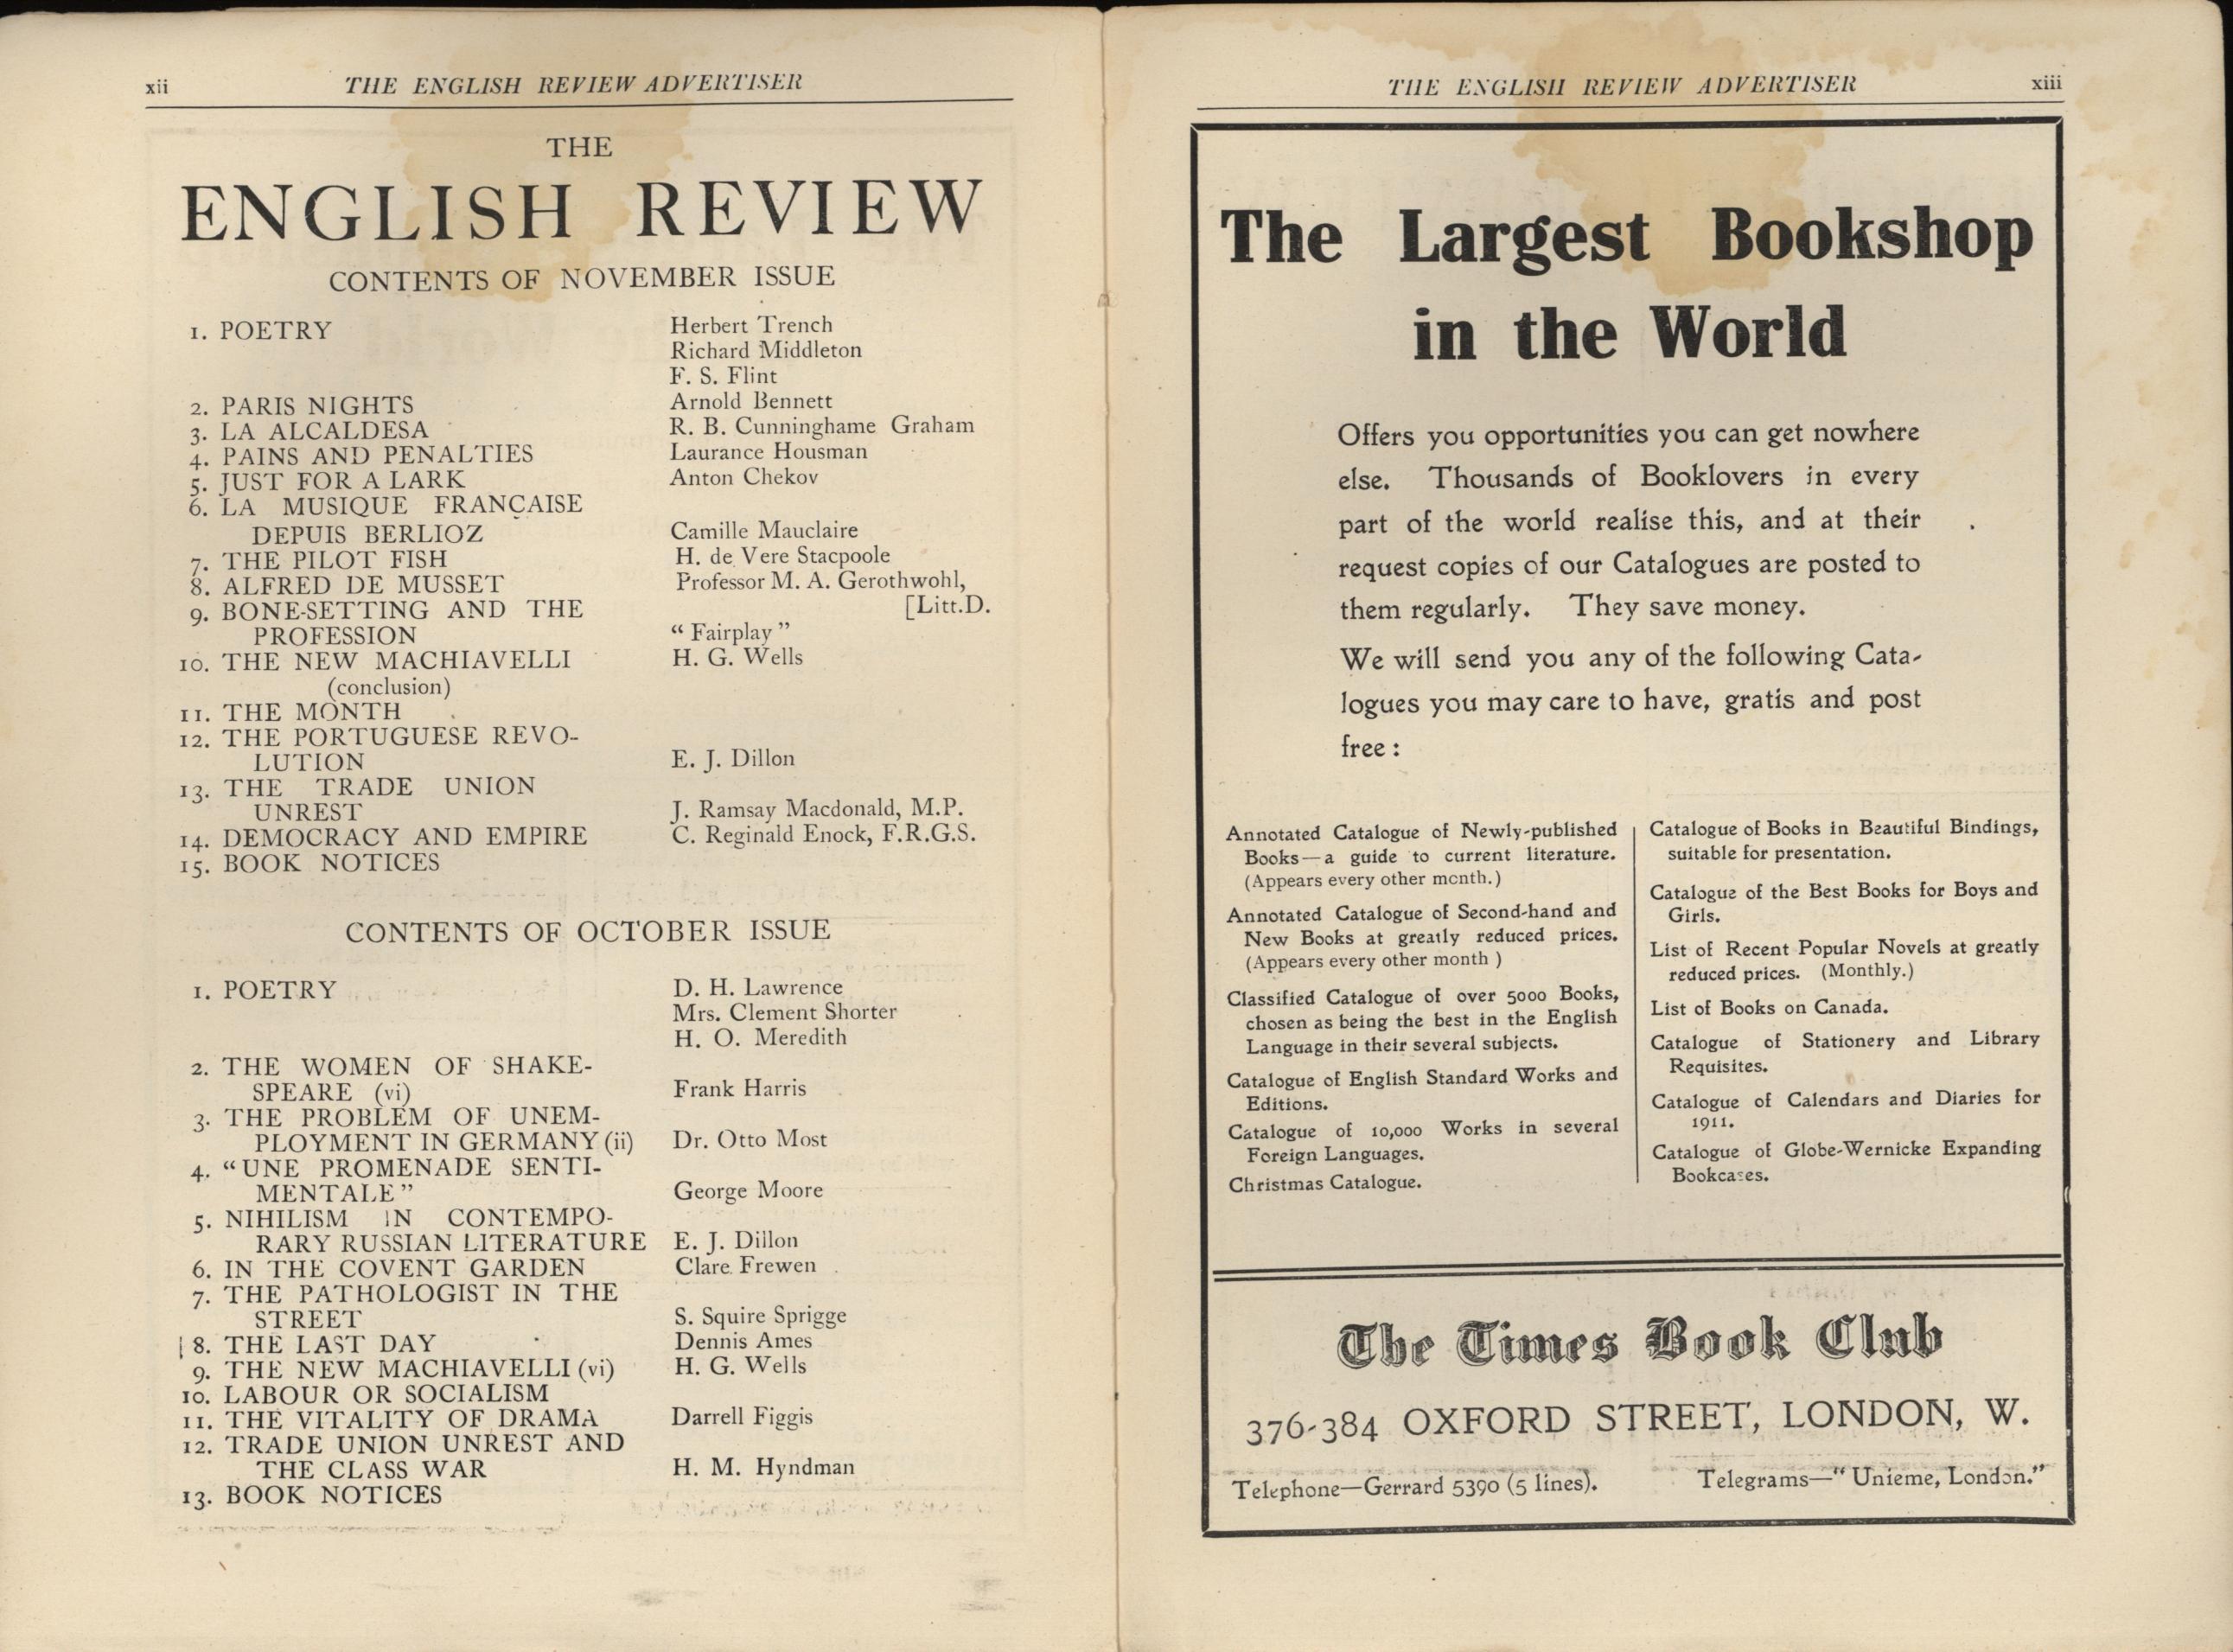 xii THE ENGLISH REVIEW ADVERTISER
THE
ENGLISH REVIEW
CONTENTS OF NOVEMBER ISSUE
1. POETRY Herbert Trench
Richard Middleton
F. S. Flint
2. PARIS NIGHTS Arnold Bennett
3. LA ALCALDESA R. B. Cunninghame Graham
4. PAINS AND PENALTIES Laurance Housman
5. JUST FOR A LARK Anton Chekov
6. LA MUSIQUE FRANÇAISE
DEPUIS BERLIOZ Camille Mauclaire
7. THE PILOT FISH H. de Vere Stacpoole
8. ALFRED DE MUSSET Professor M. A. Gerothwohl,
9. BONE-SETTING AND THE [Litt.D.
PROFESSION “ Fairplay ”
10. THE NEW MACHIAVELLI H. G. Wells
(conclusion)
11. THE MONTH
12. THE PORTUGUESE REVO-
LUTION E. J. Dillon
13. THE TRADE UNION
UNREST J. Ramsay Macdonald, M.P.
14. DEMOCRACY AND EMPIRE C. Reginald Enock, F.R.G.S.
15. BOOK NOTICES
CONTENTS OF OCTOBER ISSUE
1. POETRY D. H. Lawrence
Mrs. Clement Shorter
H. O. Meredith
2. THE WOMEN OF SHAKE-
SPEARE (vi) Frank Harris
3. THE PROBLEM OF UNEM-
PLOYMENT IN GERMANY (ii) Dr. Otto Most
4. “UNE PROMENADE SENTI-
MENTALE” George Moore
5. NIHILISM IN CONTEMPO-
RARY RUSSIAN LITERATURE E. J. Dillon
6. IN THE COVENT GARDEN Clare Frewen
7. THE PATHOLOGIST IN THE
STREET S. Squire Sprigge
8. THE LAST DAY Dennis Ames
9. THE NEW MACHIAVELLI (vi) H. G. Wells
10. LABOUR OR SOCIALISM
11. THE VITALITY OF DRAMA Darrell Figgis
12. TRADE UNION UNREST AND
THE CLASS WAR H. M. Hyndman
13. BOOK NOTICES
THE ENGLISH REVIEW ADVERTISER xiii
The Largest Bookshop
in the World
Offers you opportunities you can get nowhere
else. Thousands of Booklovers in every
part of the world realise this, and at their
request copies of our Catalogues are posted to
them regularly. They save money.
We will send you any of the following Cata-
logues you may care to have, gratis and post
free :
Annotated Catalogue of Newly-published
Books—a guide to current literature.
(Appears every other month.)
Annotated Catalogue of Second-hand and
New Books at greatly reduced prices.
(Appears every other month )
Classified Catalogue of over 5000 Books,
chosen as being the best in the English
Language in their several subjects.
Catalogue of English Standard Works and
Editions.
Catalogue of 10,000 Works in several
Foreign Languages.
Christmas Catalogue.
Catalogue of Books in Beautiful Bindings,
suitable for presentation.
Catalogue of the Best Books for Boys and
Girls.
List of Recent Popular Novels at greatly
reduced prices. (Monthly.)
List of Books on Canada.
Catalogue of Stationery and Library
Requisites.
Catalogue of Calendars and Diaries for
1911.
Catalogue of Globe-Wernicke Expanding
Bookcases.
The Times Book Club
376-384 OXFORD STREET, LONDON, W.
Telephone—Gerrard 5390 (5 lines). Telegrams—“ Unieme, London.”